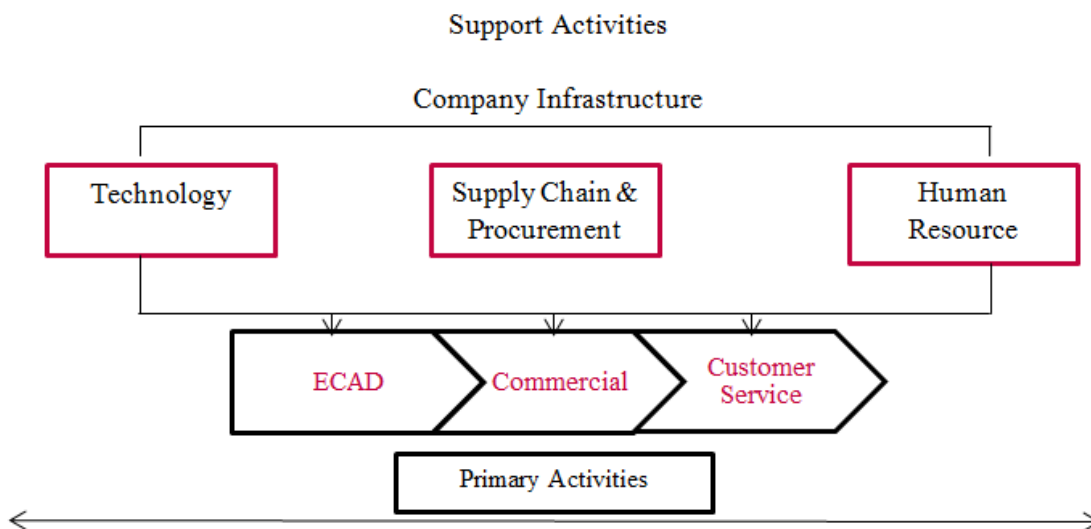 Support Activities
Company Infrastructure
Technology
Supply Chain &
Procurement
Human
Resource
ECAD
Commercial
Customer
Service
Primary Activities